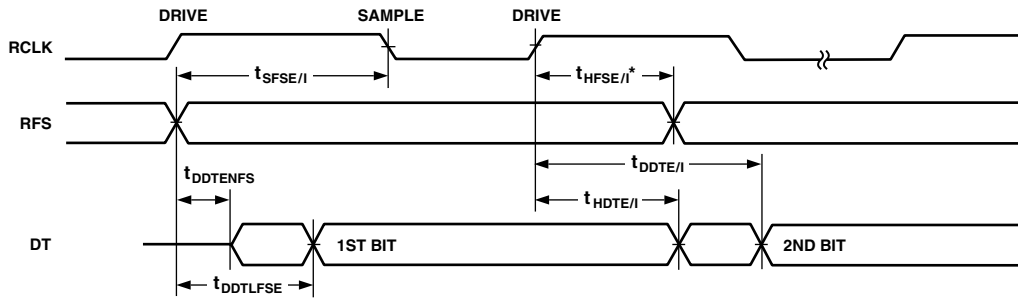 DRIVE SAMPLE DRIVE
RCLK
tSFSE/I tHFSE/I*
RFS
tDDTE/I
tDDTENFS
tHDTE/I
DT 1ST BIT 2ND BIT
tDDTLFSE